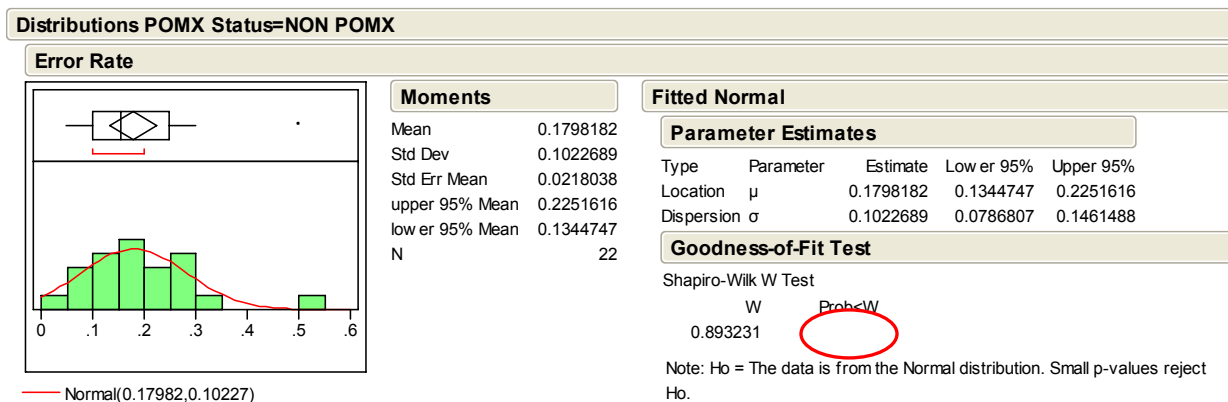 Distributions POMX Status=NON POMX
Error Rate
0 .1 .2 .3 .4 .5 .6
Normal(0.17982,0.10227)
Moments
Mean 0.1798182
Std Dev 0.1022689
Std Err Mean 0.0218038
upper 95% Mean 0.2251616
low er 95% Mean 0.1344747
N 22
Fitted Normal
Parameter Estimates
Type Parameter Estimate Low er 95% Upper 95%
Location μ 0.1798182 0.1344747 0.2251616
Dispersion σ 0.1022689 0.0786807 0.1461488
Goodness-of-Fit Test
Shapiro-Wilk W Test
W Prob<W
0.893231
Note: Ho = The data is from the Normal distribution. Small p-values reject
Ho.